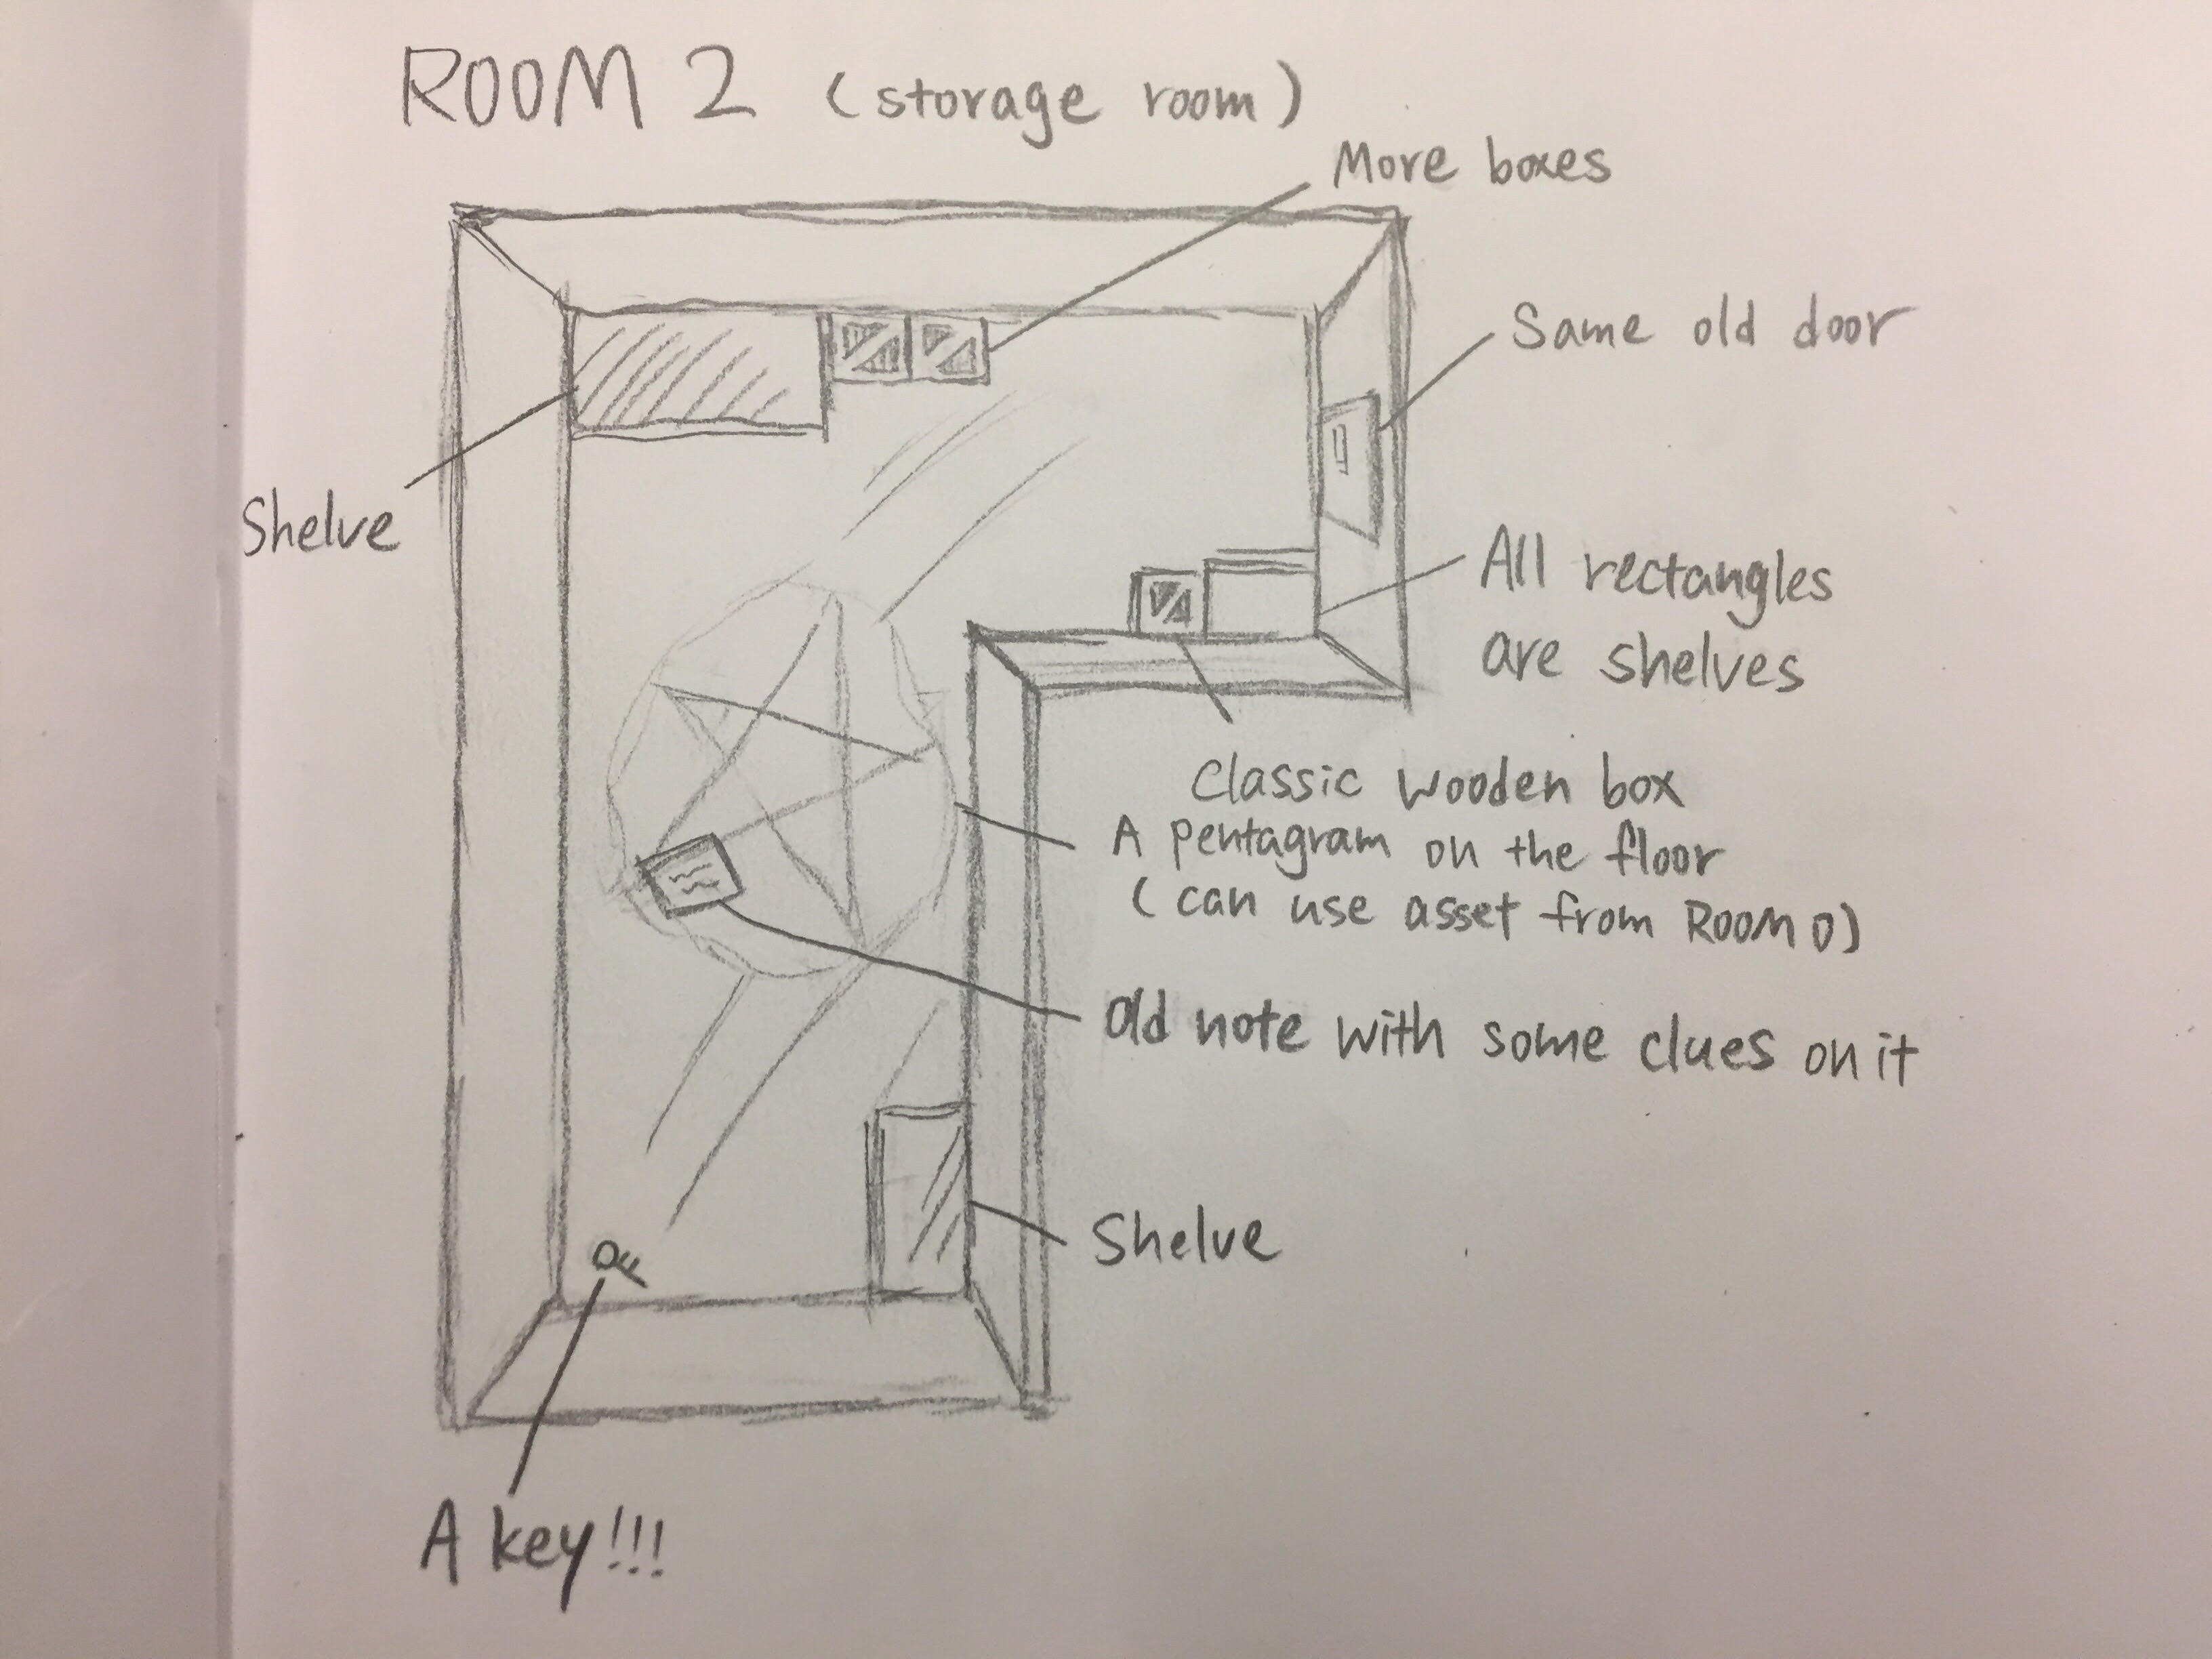 ROOM 2 (storage room)
More boxes
Same old door
Shelve
All rectangles
are shelves
Classic wooden box
A pentagram on the floor
(can use asset from ROOM 0)
Old note with some clues on it
Shelve
A key!!!